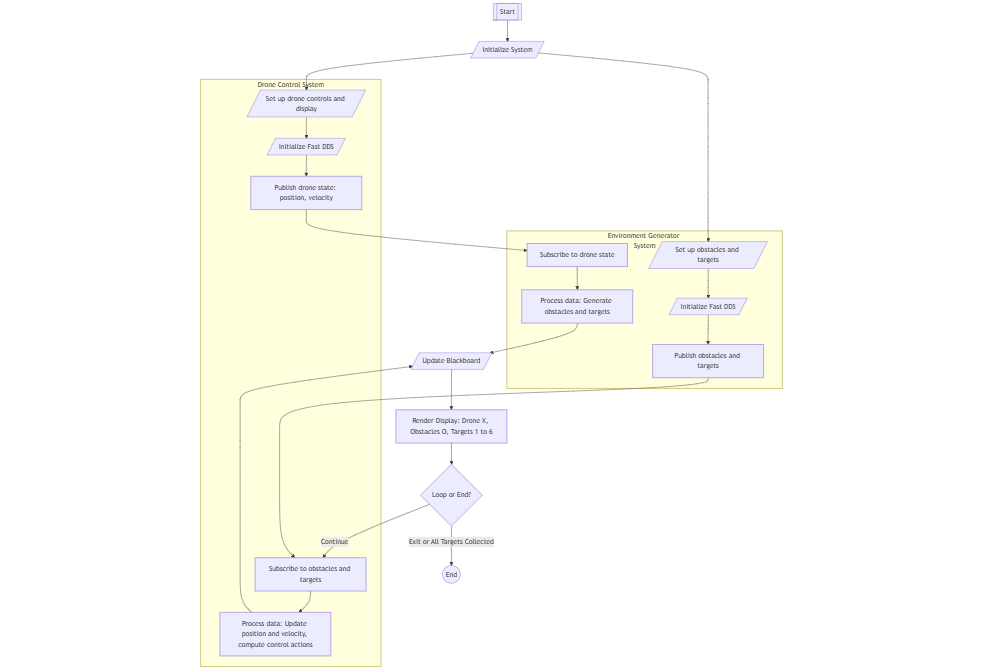 Start
Initialize System
Drone Control System
Set up drone controls and
display
Initialize Fast DDS
Publish drone state:
position, velocity
Environment Generator
System
Subscribe to drone state
Set up obstacles and
targets
Process data: Generate
obstacles and targets
Initialize Fast DDS
Publish obstacles and
targets
Update Blackboard
Render Display: Drone X,
Obstacles O, Targets 1 to 6
Loop or End?
Continue
Exit or All Targets Collected
Subscribe to obstacles and
targets
End
Process data: Update
position and velocity,
compute control actions